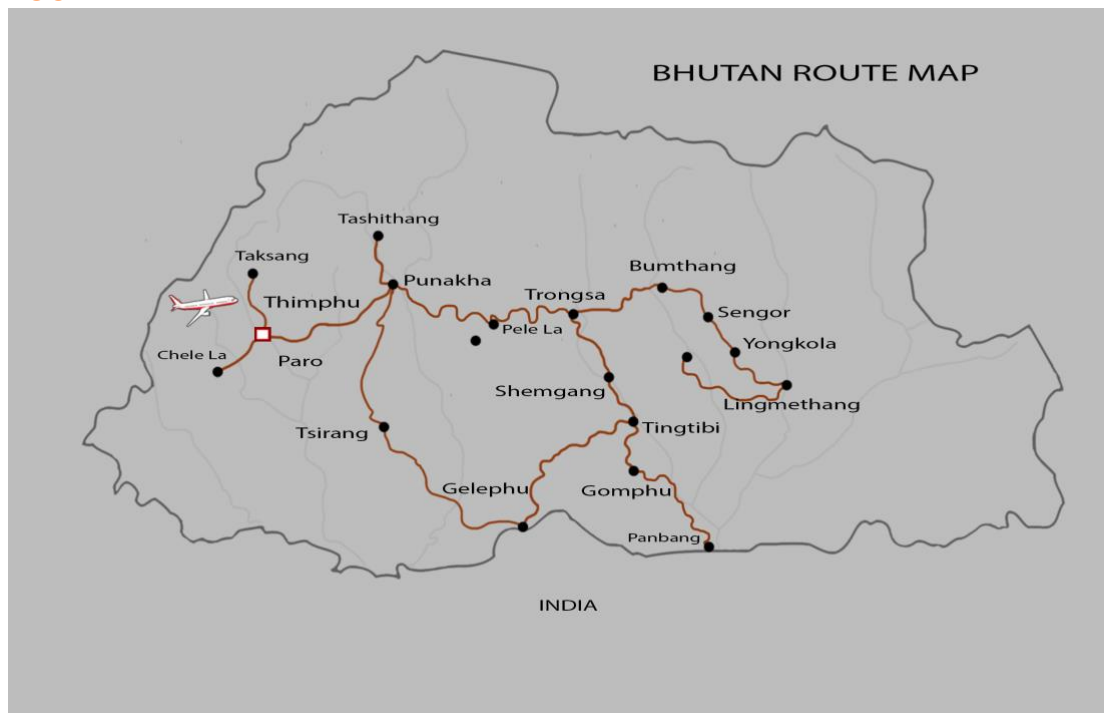 BHUTAN ROUTE MAP
Tashithang
Taksang
Bumthang
Punakha
Thimphu
Trongsa
Sengor
Pele La
Yongkola
Chele La
Paro
Shemgang
Lingmethang
Tsirang
Tingtibi
Gelephu
Gomphu
Panbang
INDIA